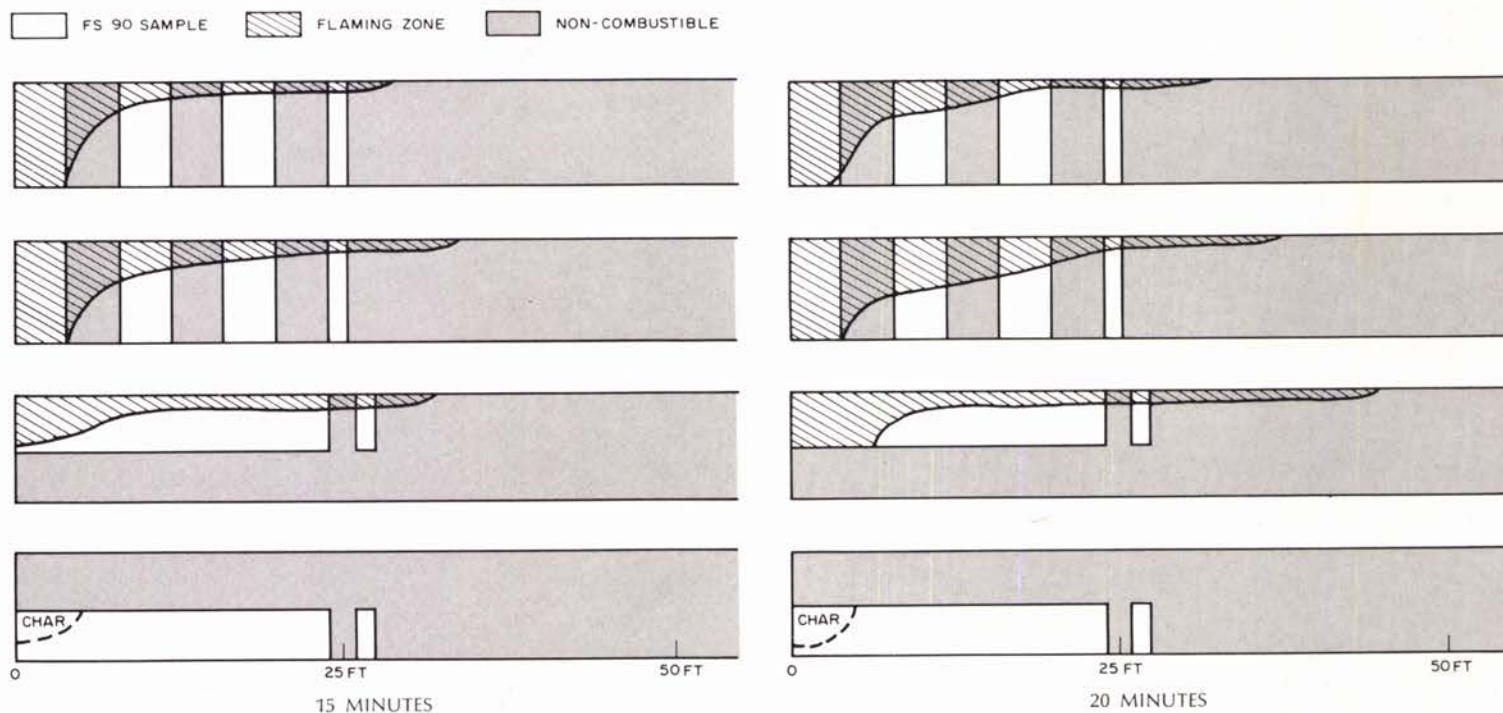 FS 90 SAMPLE
FLAMING ZONE
NON-COMBUSTIBLE
CHAR
0
25 FT
50 FT
15 MINUTES
CHAR
0
25 FT
50 FT
20 MINUTES